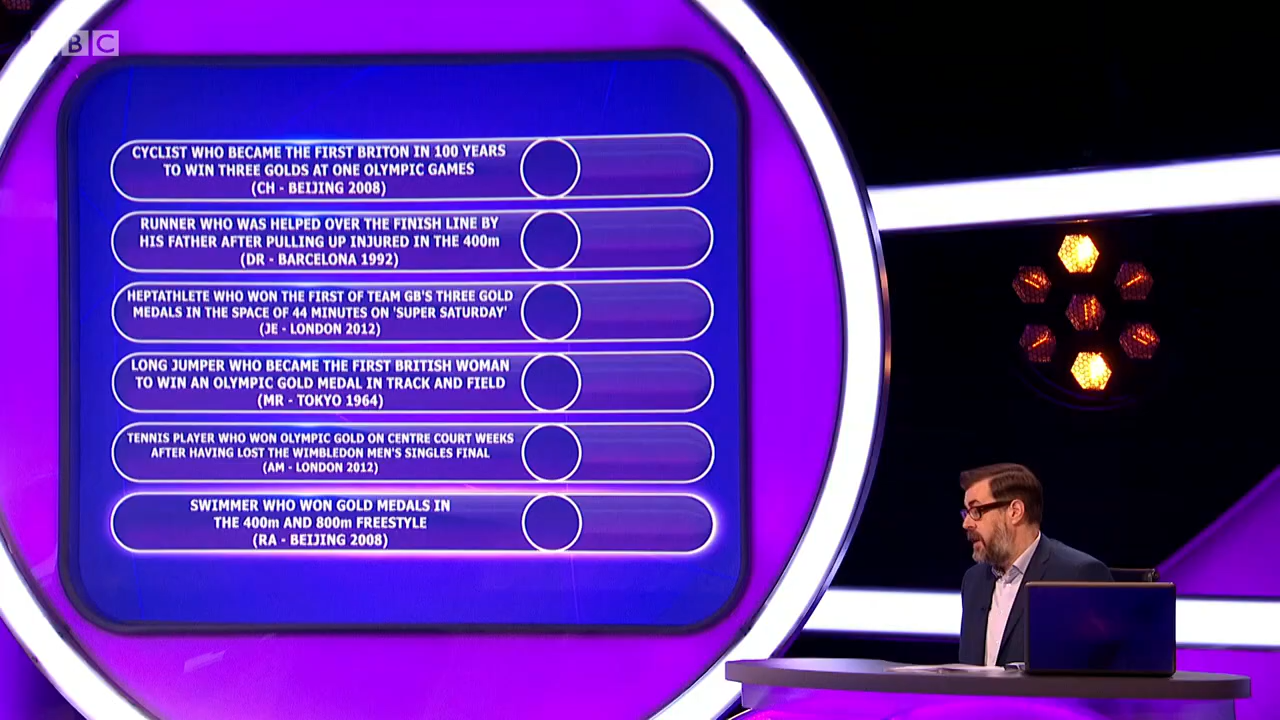 BBC
CYCLIST WHO BECAME THE FIRST BRITON IN 100 YEARS
TO WIN THREE GOLDS AT ONE OLYMPIC GAMES
(CH - BEIJING 2008)
RUNNER WHO WAS HELPED OVER THE FINISH LINE BY
HIS FATHER AFTER PULLING UP INJURED IN THE 400m
(DR - BARCELONA 1992)
HEPTATHLETE WHO WON THE FIRST OF TEAM GB'S THREE GOLD
MEDALS IN THE SPACE OF 44 MINUTES ON 'SUPER SATURDAY'
(JE - LONDON 2012)
LONG JUMPER WHO BECAME THE FIRST BRITISH WOMAN
TO WIN AN OLYMPIC GOLD MEDAL IN TRACK AND FIELD
(MR - TOKYO 1964)
TENNIS PLAYER WHO WON OLYMPIC GOLD ON CENTRE COURT WEEKS
AFTER HAVING LOST THE WIMBLEDON MEN'S SINGLES FINAL
(AM - LONDON 2012)
SWIMMER WHO WON GOLD MEDALS IN
THE 400m AND 800m FREESTYLE
(RA - BEIJING 2008)